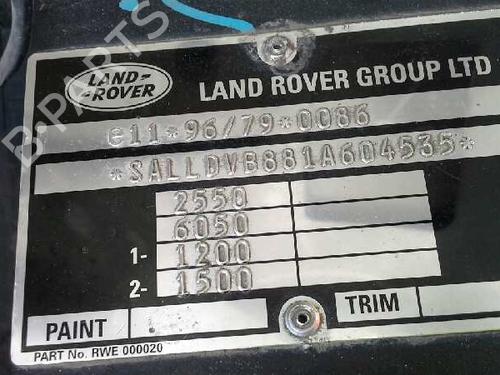 B-PARTS
LAND-
-ROVER
LAND ROVER GROUP LTD
e11*96/79*0086
*SALLDVB881A604535*
2550
6050
1- 1200
2- 1500
PAINT
TRIM
PART No. RWE 000020